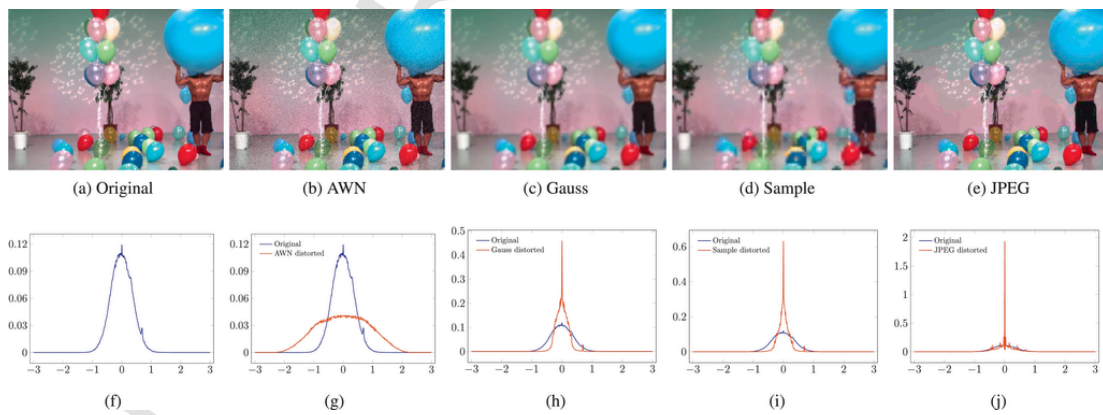 (a) Original
(b) AWN
(c) Gauss
(d) Sample
(e) JPEG
0.12
0.09
0.06
0.03
0
−3 −2 −1 0 1 2 3
(f)
Original
AWN distorted
0.12
0.09
0.06
0.03
0
−3 −2 −1 0 1 2 3
(g)
Original
Gauss distorted
0.5
0.4
0.3
0.2
0.1
0
−3 −2 −1 0 1 2 3
(h)
Original
Sample distorted
0.6
0.4
0.2
0
−3 −2 −1 0 1 2 3
(i)
Original
JPEG distorted
2
1.5
1
0.5
0
−3 −2 −1 0 1 2 3
(j)